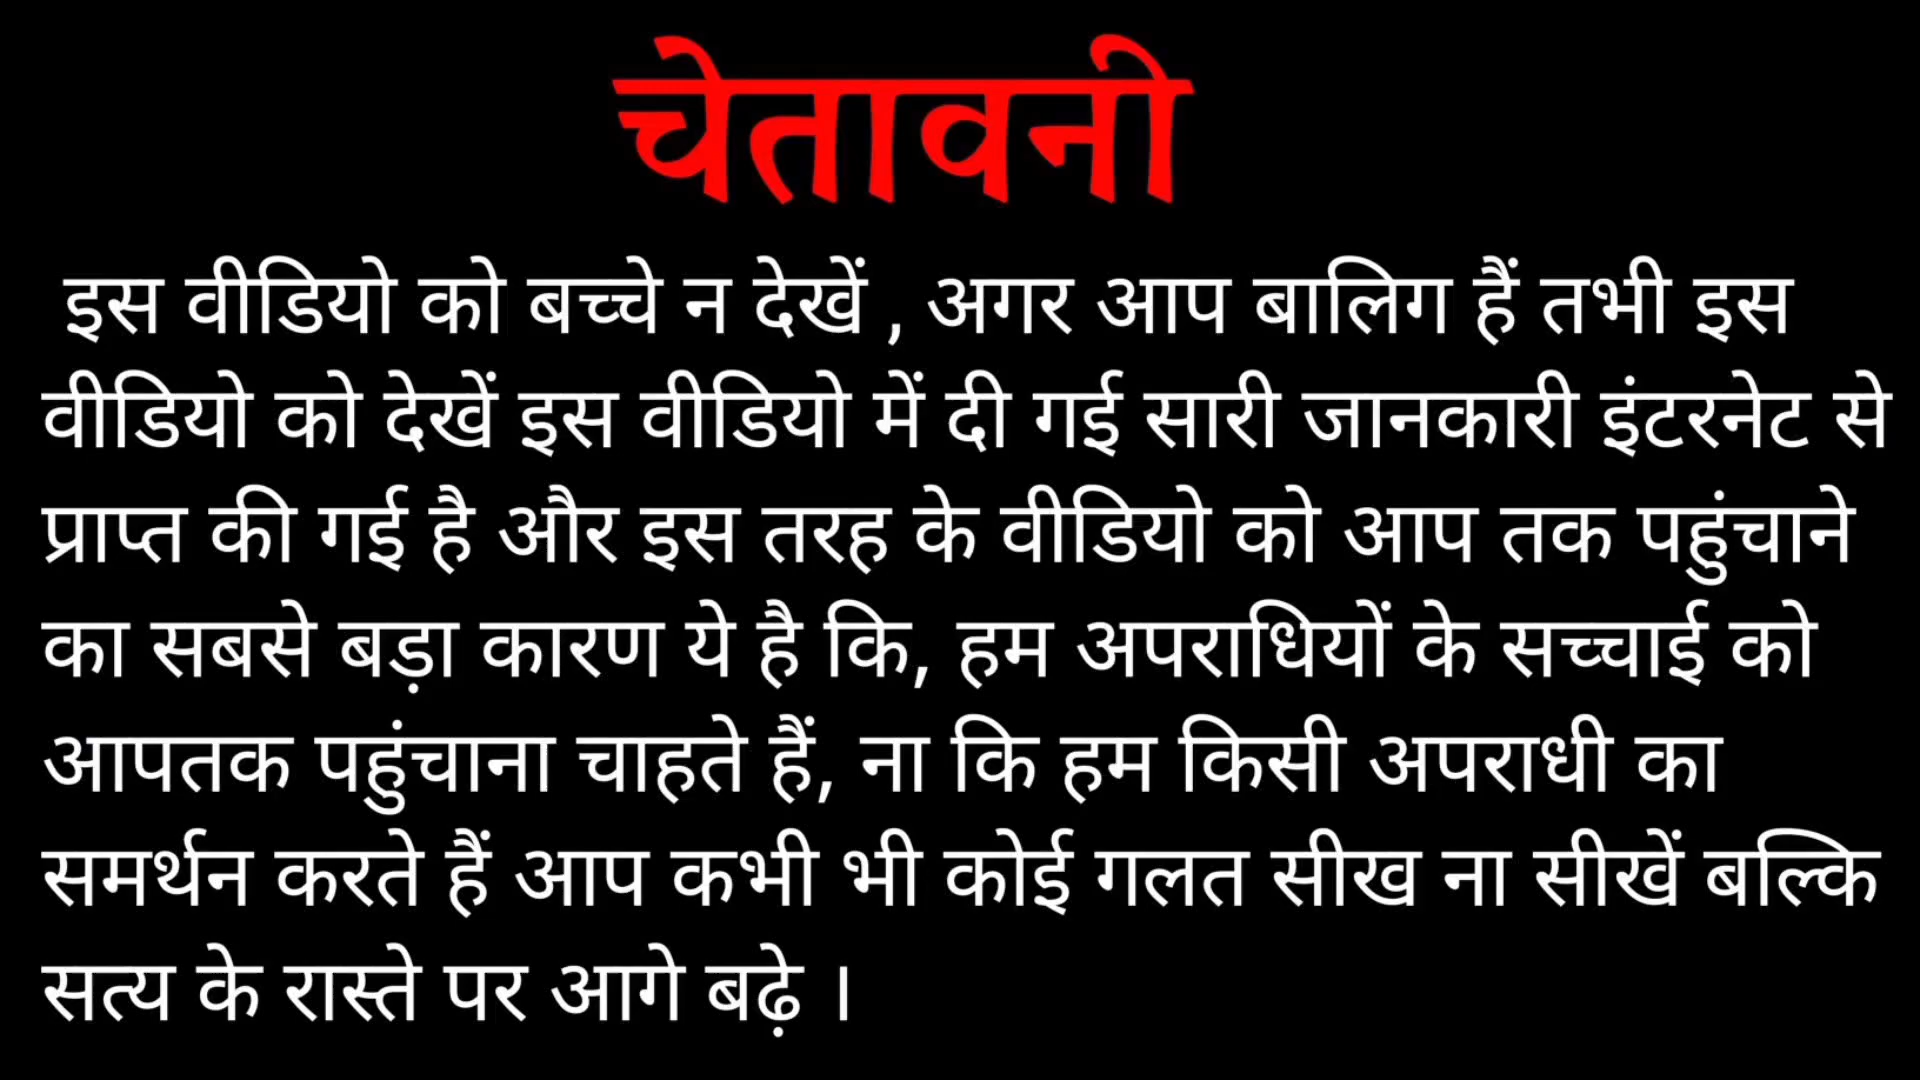 चेतावनी
इस वीडियो को बच्चे न देखें , अगर आप बालिग हैं तभी इस
वीडियो को देखें इस वीडियो में दी गई सारी जानकारी इंटरनेट से
प्राप्त की गई है और इस तरह के वीडियो को आप तक पहुंचाने
का सबसे बड़ा कारण ये है कि, हम अपराधियों के सच्चाई को
आपतक पहुंचाना चाहते हैं, ना कि हम किसी अपराधी का
समर्थन करते हैं आप कभी भी कोई गलत सीख ना सीखें बल्कि
सत्य के रास्ते पर आगे बढ़े ।